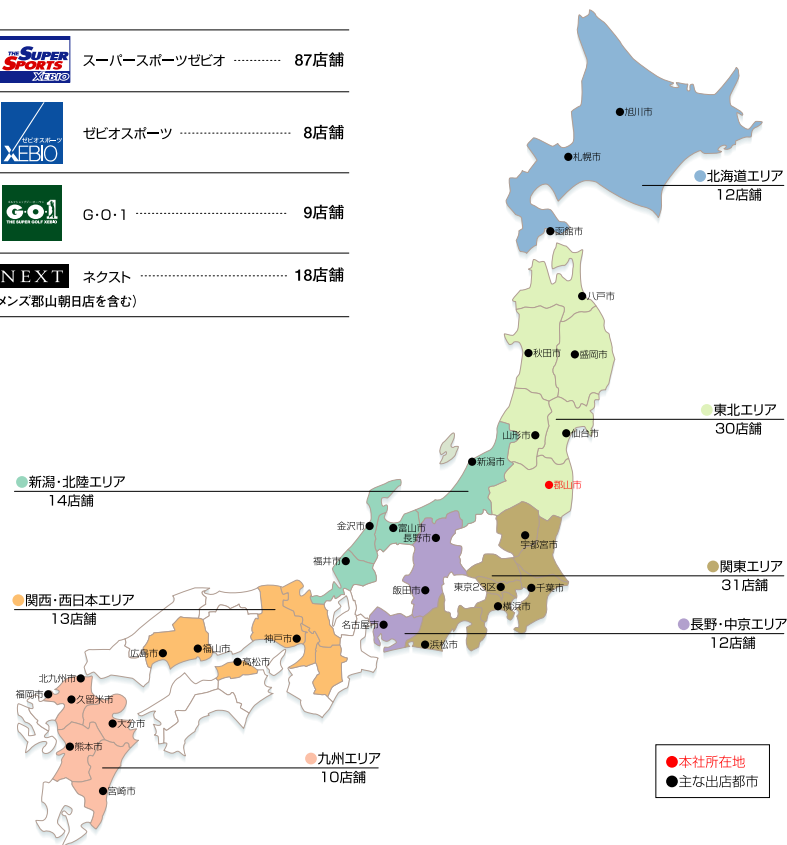 THE SUPER
SPORTS
XEBIO
スーパースポーツゼビオ 87店舗
ゼビオスポーツ
XEBIO
ゼビオスポーツ 8店舗
G・O・1
THE SUPER GOLF XEBIO
G・O・1 9店舗
NEXT
ネクスト 18店舗
メンズ郡山朝日店を含む）
旭川市
札幌市
北海道エリア
12店舗
函館市
八戸市
秋田市
盛岡市
東北エリア
30店舗
山形市
仙台市
新潟市
郡山市
新潟・北陸エリア
14店舗
金沢市
富山市
長野市
宇都宮市
福井市
関東エリア
31店舗
飯田市
東京23区
千葉市
横浜市
関西・西日本エリア
13店舗
名古屋市
長野・中京エリア
12店舗
神戸市
浜松市
広島市
福山市
高松市
北九州市
福岡市
久留米市
大分市
熊本市
九州エリア
10店舗
宮崎市
本社所在地
主な出店都市